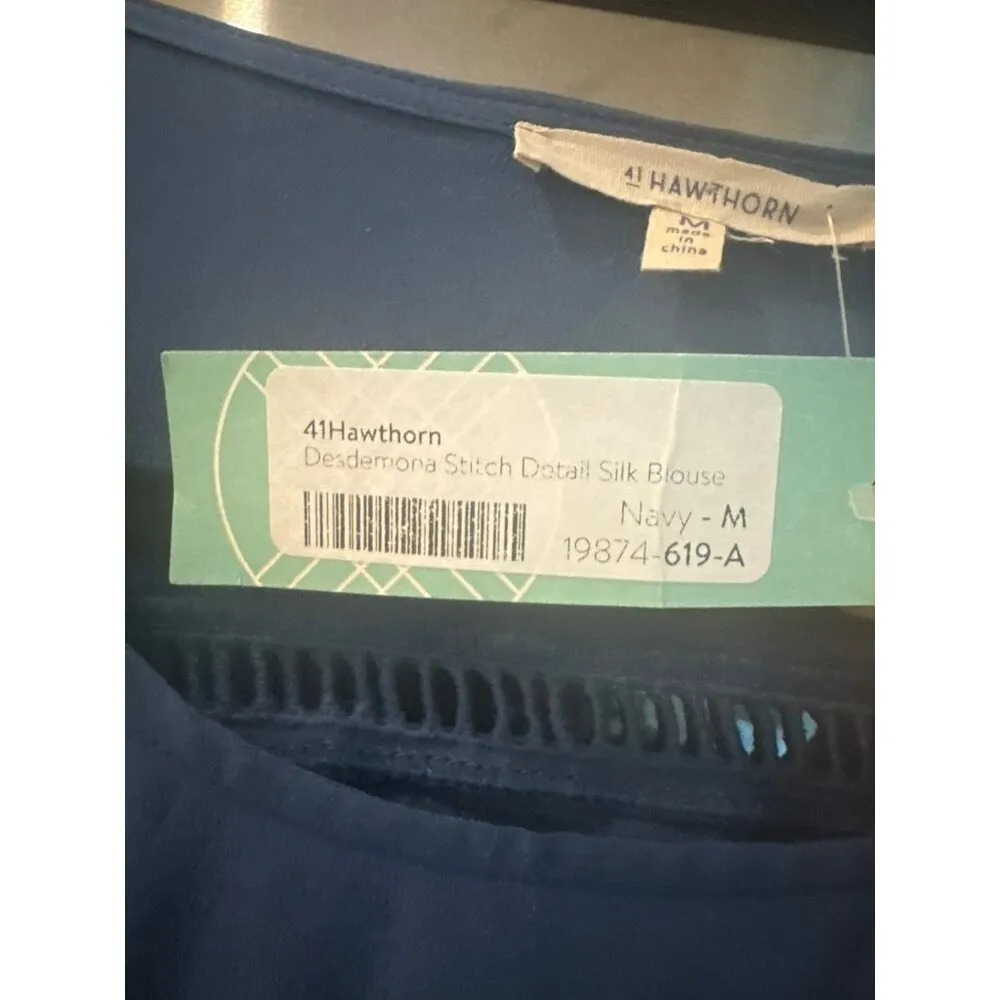 41 HAWTHORN
M
made
in
china
41Hawthorn
Desdemona Stitch Detail Silk Blouse
Navy - M
19874-619-A